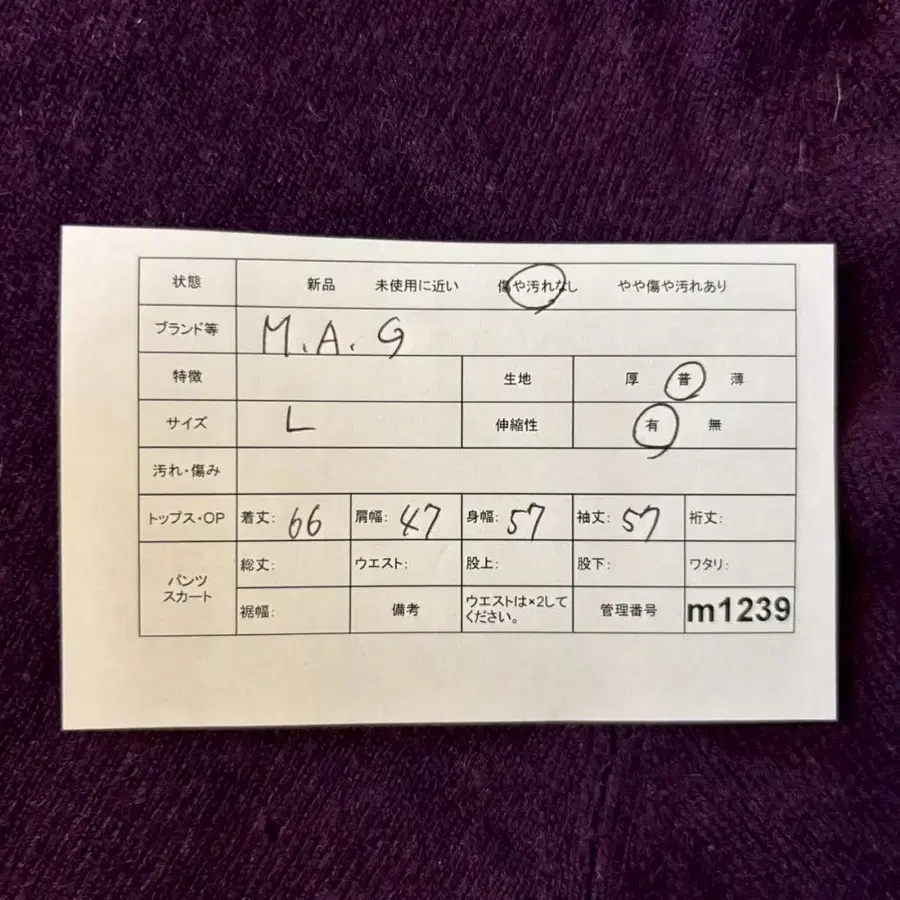 状態 新品 未使用に近い 傷や汚れなし やや傷や汚れあり
ブランド等 M.A.G
特徴 生地 厚 普 薄
サイズ L 伸縮性 有 無
汚れ・傷み
トップス・OP 着丈: 66 肩幅: 47 身幅: 57 袖丈: 57 裄丈:
パンツ スカート 総丈: ウエスト: 股上: 股下: ワタリ:
裾幅: 備考 ウエストは×2してください。 管理番号 m1239